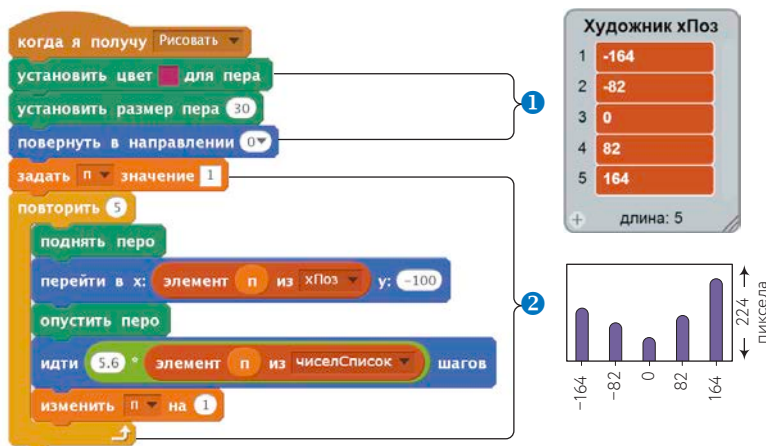 когда я получу Рисовать
установить цвет для пера
установить размер пера 30
повернуть в направлении 0
задать п значение 1
повторить 5
поднять перо
перейти в x: элемент п из хПоз y: -100
опустить перо
идти 5.6 * элемент п из чиселСписок шагов
изменить п на 1
1
2
Художник хПоз
1 -164
2 -82
3 0
4 82
5 164
+ длина: 5
224
пиксела
-164
-82
0
82
164